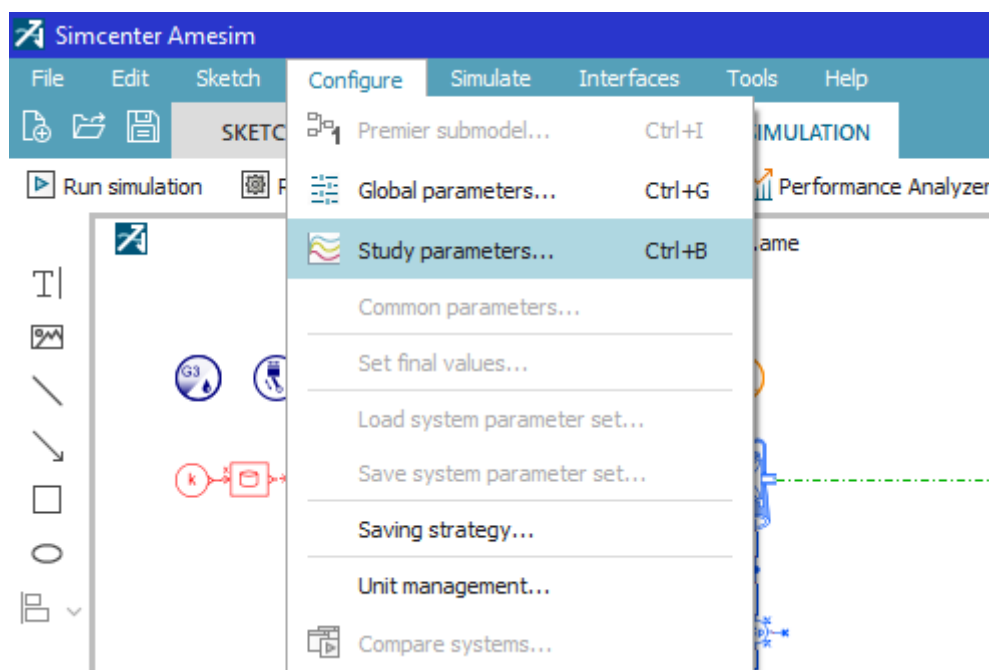 Simcenter Amesim
File Edit Sketch Configure Simulate Interfaces Tools Help
SKETC
IMULATION
Run simulation
Performance Analyzer
Premier submodel... Ctrl+I
Global parameters... Ctrl+G
Study parameters... Ctrl+B
.ame
Common parameters...
Set final values...
G3
Load system parameter set...
k
Save system parameter set...
Saving strategy...
Unit management...
Compare systems...